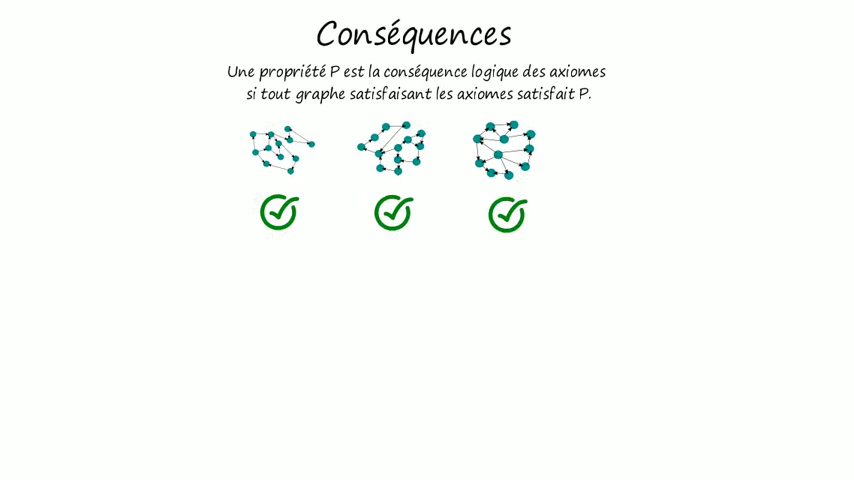 Conséquences
Une propriété P est la conséquence logique des axiomes
si tout graphe satisfaisant les axiomes satisfait P.